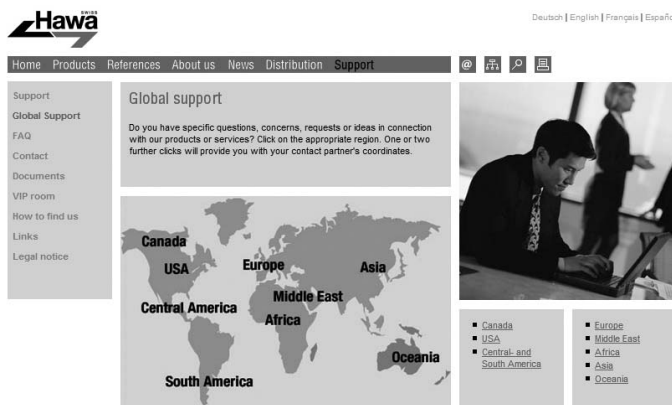 SWISS
Hawa
Deutsch | English | Français | Españo
Home Products References About us News Distribution Support
@
Support
Global Support
FAQ
Contact
Documents
VIP room
How to find us
Links
Legal notice
Global support
Do you have specific questions, concerns, requests or ideas in connection
with our products or services? Click on the appropriate region. One or two
further clicks will provide you with your contact partner's coordinates.
Canada
USA
Europe
Asia
Middle East
Central America
Africa
Oceania
South America
Canada
USA
Central- and
South America
Europe
Middle East
Africa
Asia
Oceania